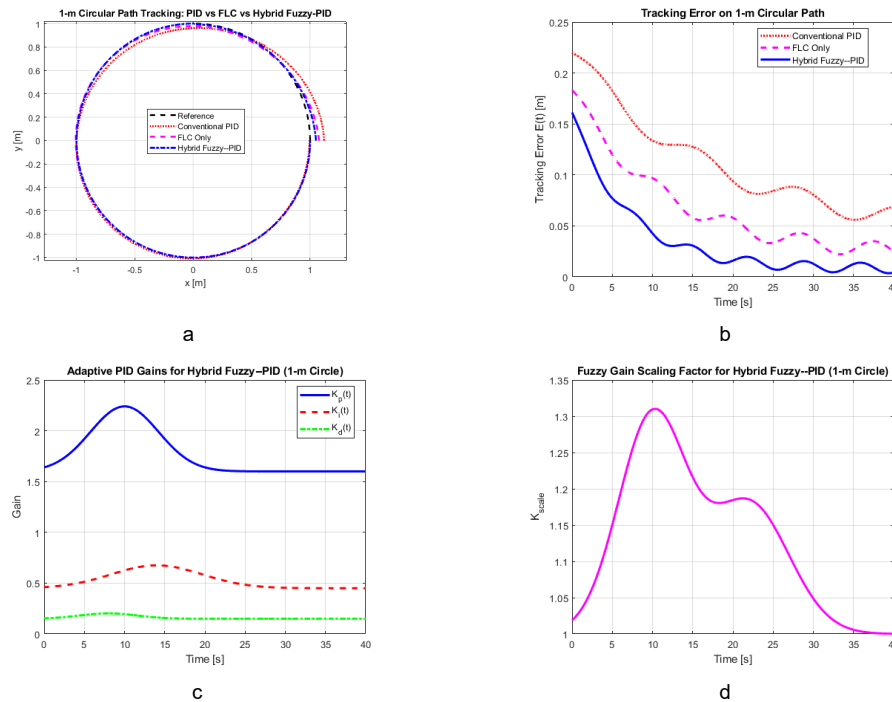 1-m Circular Path Tracking: PID vs FLC vs Hybrid Fuzzy-PID
1
0.8
0.6
0.4
0.2
0
-0.2
-0.4
-0.6
-0.8
-1
y [m]
Reference
Conventional PID
FLC Only
Hybrid Fuzzy--PID
-1 -0.5 0 0.5 1
x [m]
a
Tracking Error on 1-m Circular Path
0.25
0.2
0.15
0.1
0.05
0
Tracking Error E(t) [m]
Conventional PID
FLC Only
Hybrid Fuzzy--PID
0 5 10 15 20 25 30 35 40
Time [s]
b
Adaptive PID Gains for Hybrid Fuzzy–PID (1-m Circle)
2.5
2
1.5
1
0.5
0
Gain
Kp(t)
Ki(t)
Kd(t)
0 5 10 15 20 25 30 35 40
Time [s]
c
Fuzzy Gain Scaling Factor for Hybrid Fuzzy--PID (1-m Circle)
1.35
1.3
1.25
1.2
1.15
1.1
1.05
1
Kscale
0 5 10 15 20 25 30 35 40
Time [s]
d